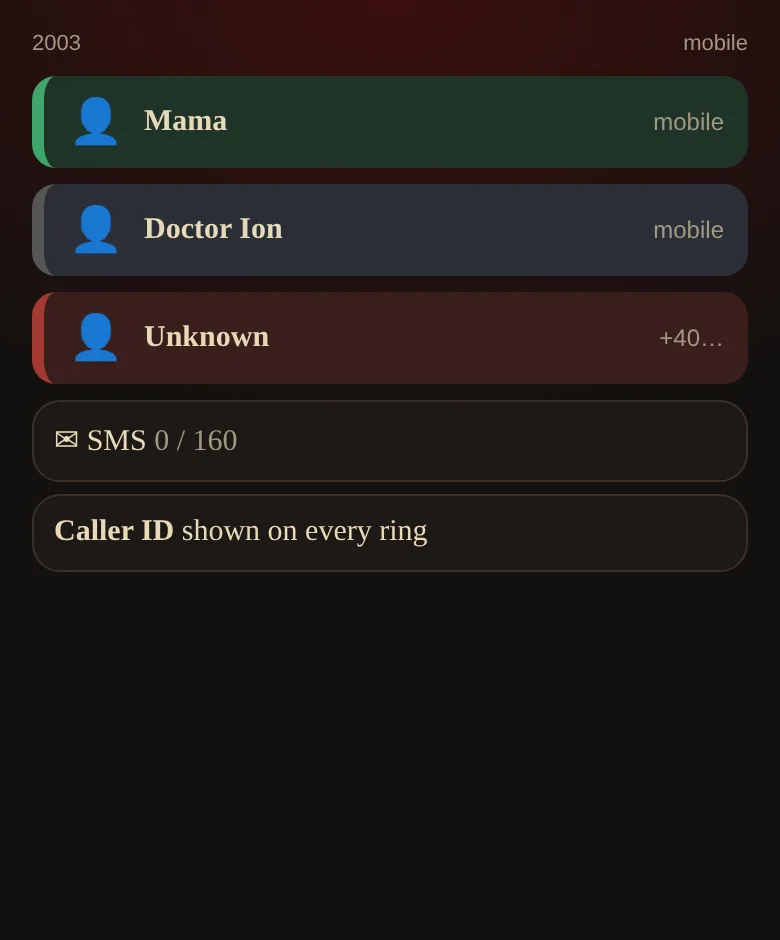 2003 mobile
Mama mobile
Doctor Ion mobile
Unknown +40…
✉ SMS 0 / 160
Caller ID shown on every ring